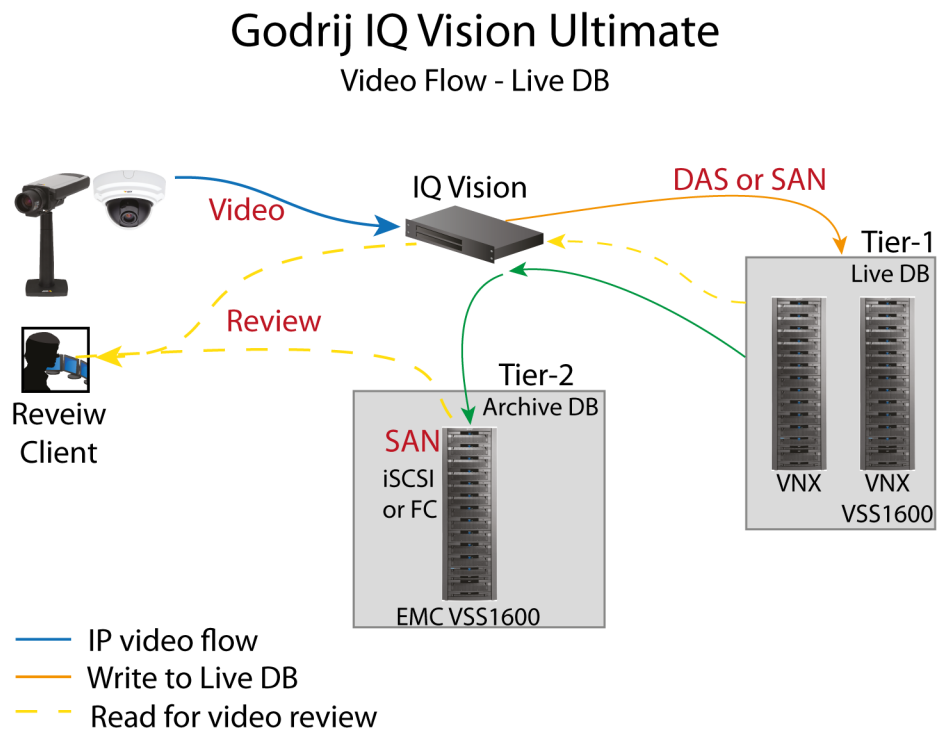 Godrij IQ Vision Ultimate
Video Flow - Live DB
IQ Vision
DAS or SAN
Video
Tier-1
Live DB
Review
Tier-2
Archive DB
Reveiw
Client
SAN
iSCSI
or FC
VNX
VNX
VSS1600
EMC VSS1600
IP video flow
Write to Live DB
Read for video review